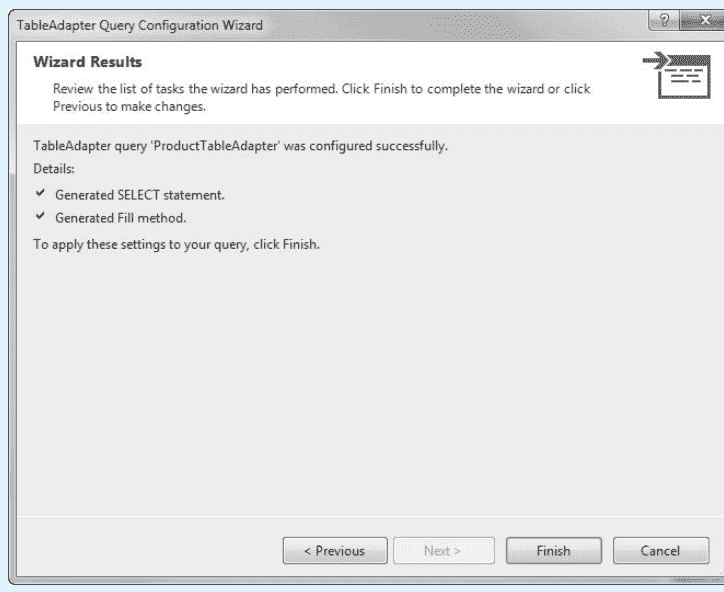 TableAdapter Query Configuration Wizard
Wizard Results
Review the list of tasks the wizard has performed. Click Finish to complete the wizard or click
Previous to make changes.
TableAdapter query 'ProductTableAdapter' was configured successfully.
Details:
✔ Generated SELECT statement.
✔ Generated Fill method.
To apply these settings to your query, click Finish.
< Previous Next > Finish Cancel